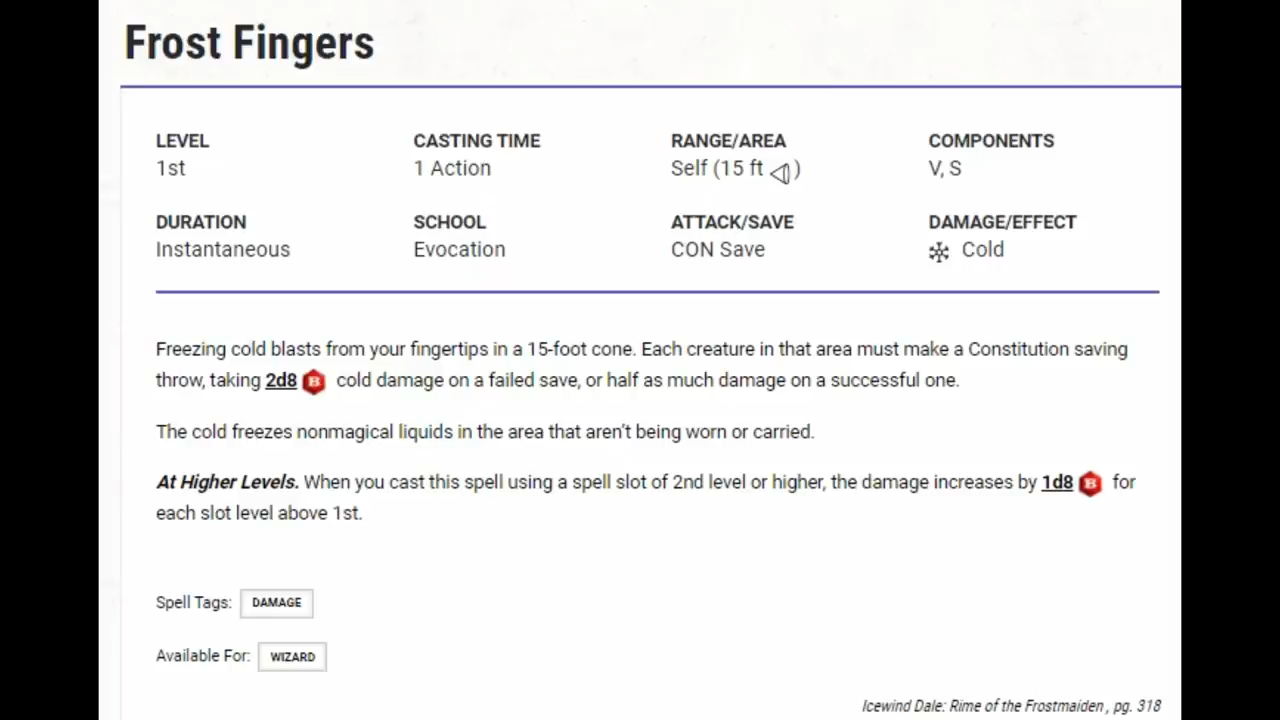 Frost Fingers
LEVEL CASTING TIME RANGE/AREA COMPONENTS
1st 1 Action Self (15 ft ) V, S
DURATION SCHOOL ATTACK/SAVE DAMAGE/EFFECT
Instantaneous Evocation CON Save Cold
Freezing cold blasts from your fingertips in a 15-foot cone. Each creature in that area must make a Constitution saving
throw, taking 2d8 B cold damage on a failed save, or half as much damage on a successful one.
The cold freezes nonmagical liquids in the area that aren't being worn or carried.
At Higher Levels. When you cast this spell using a spell slot of 2nd level or higher, the damage increases by 1d8 B for
each slot level above 1st.
Spell Tags: DAMAGE
Available For: WIZARD
Icewind Dale: Rime of the Frostmaiden , pg. 318